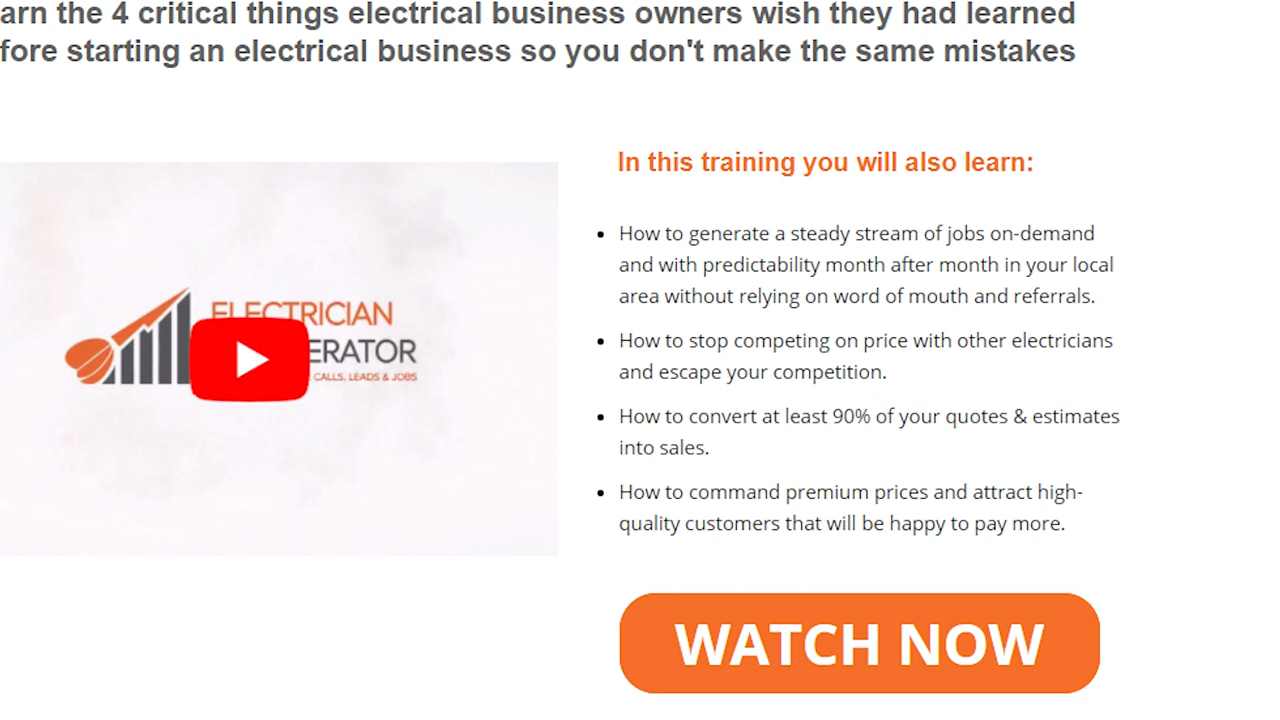 arn the 4 critical things electrical business owners wish they had learned
fore starting an electrical business so you don't make the same mistakes
In this training you will also learn:
ELECTRICIAN
ERATOR
CALLS, LEADS & JOBS
• How to generate a steady stream of jobs on-demand
and with predictability month after month in your local
area without relying on word of mouth and referrals.
• How to stop competing on price with other electricians
and escape your competition.
• How to convert at least 90% of your quotes & estimates
into sales.
• How to command premium prices and attract high-
quality customers that will be happy to pay more.
WATCH NOW